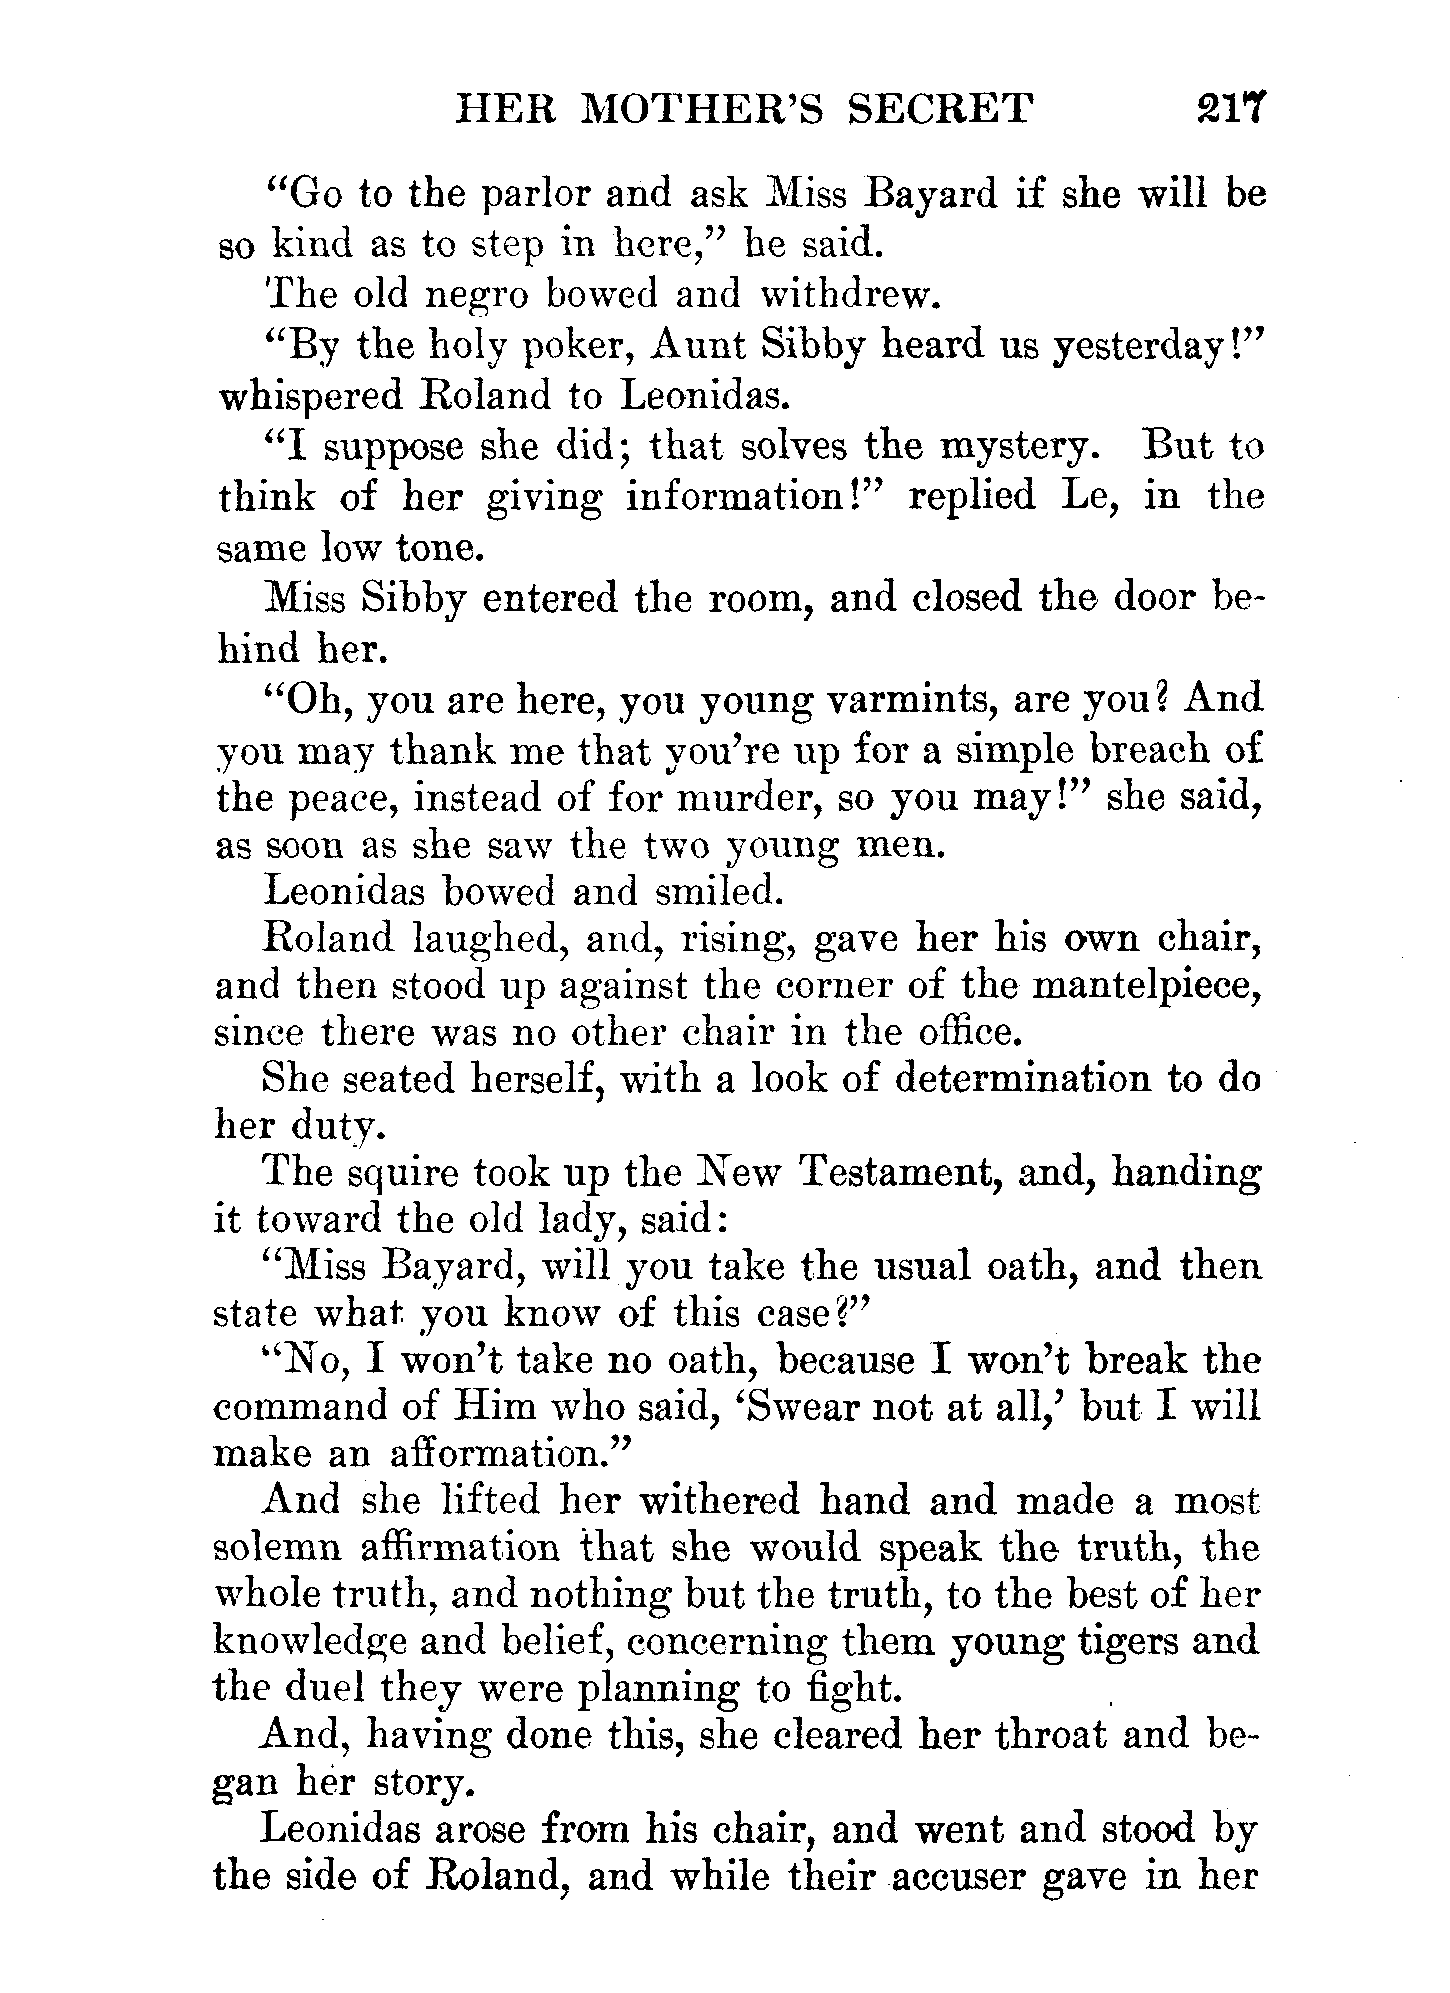 HER MOTHER'S SECRET 217
“Go to the parlor and ask Miss Bayard if she will be
so kind as to step in here,” he said.
The old negro bowed and withdrew.
“By the holy poker, Aunt Sibby heard us yesterday!”
whispered Roland to Leonidas.
“I suppose she did; that solves the mystery. But to
think of her giving information!” replied Le, in the
same low tone.
Miss Sibby entered the room, and closed the door be-
hind her.
“Oh, you are here, you young varmints, are you? And
you may thank me that you’re up for a simple breach of
the peace, instead of for murder, so you may!” she said,
as soon as she saw the two young men.
Leonidas bowed and smiled.
Roland laughed, and, rising, gave her his own chair,
and then stood up against the corner of the mantelpiece,
since there was no other chair in the office.
She seated herself, with a look of determination to do
her duty.
The squire took up the New Testament, and, handing
it toward the old lady, said:
“Miss Bayard, will you take the usual oath, and then
state what you know of this case?”
“No, I won’t take no oath, because I won’t break the
command of Him who said, ‘Swear not at all,’ but I will
make an afformation.”
And she lifted her withered hand and made a most
solemn affirmation that she would speak the truth, the
whole truth, and nothing but the truth, to the best of her
knowledge and belief, concerning them young tigers and
the duel they were planning to fight.
And, having done this, she cleared her throat and be-
gan her story.
Leonidas arose from his chair, and went and stood by
the side of Roland, and while their accuser gave in her